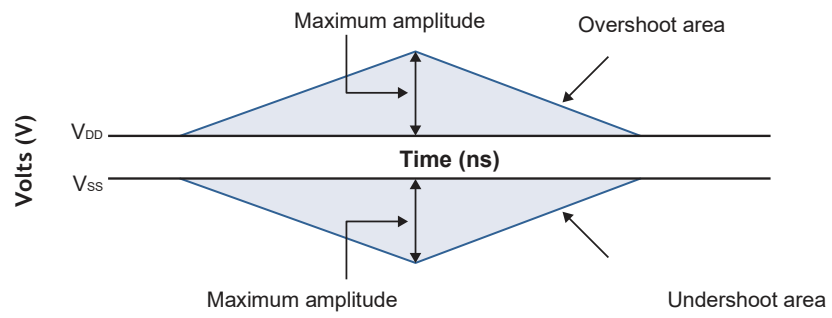 Maximum amplitude
Overshoot area
Volts (V)
VDD
Time (ns)
VSS
Maximum amplitude
Undershoot area